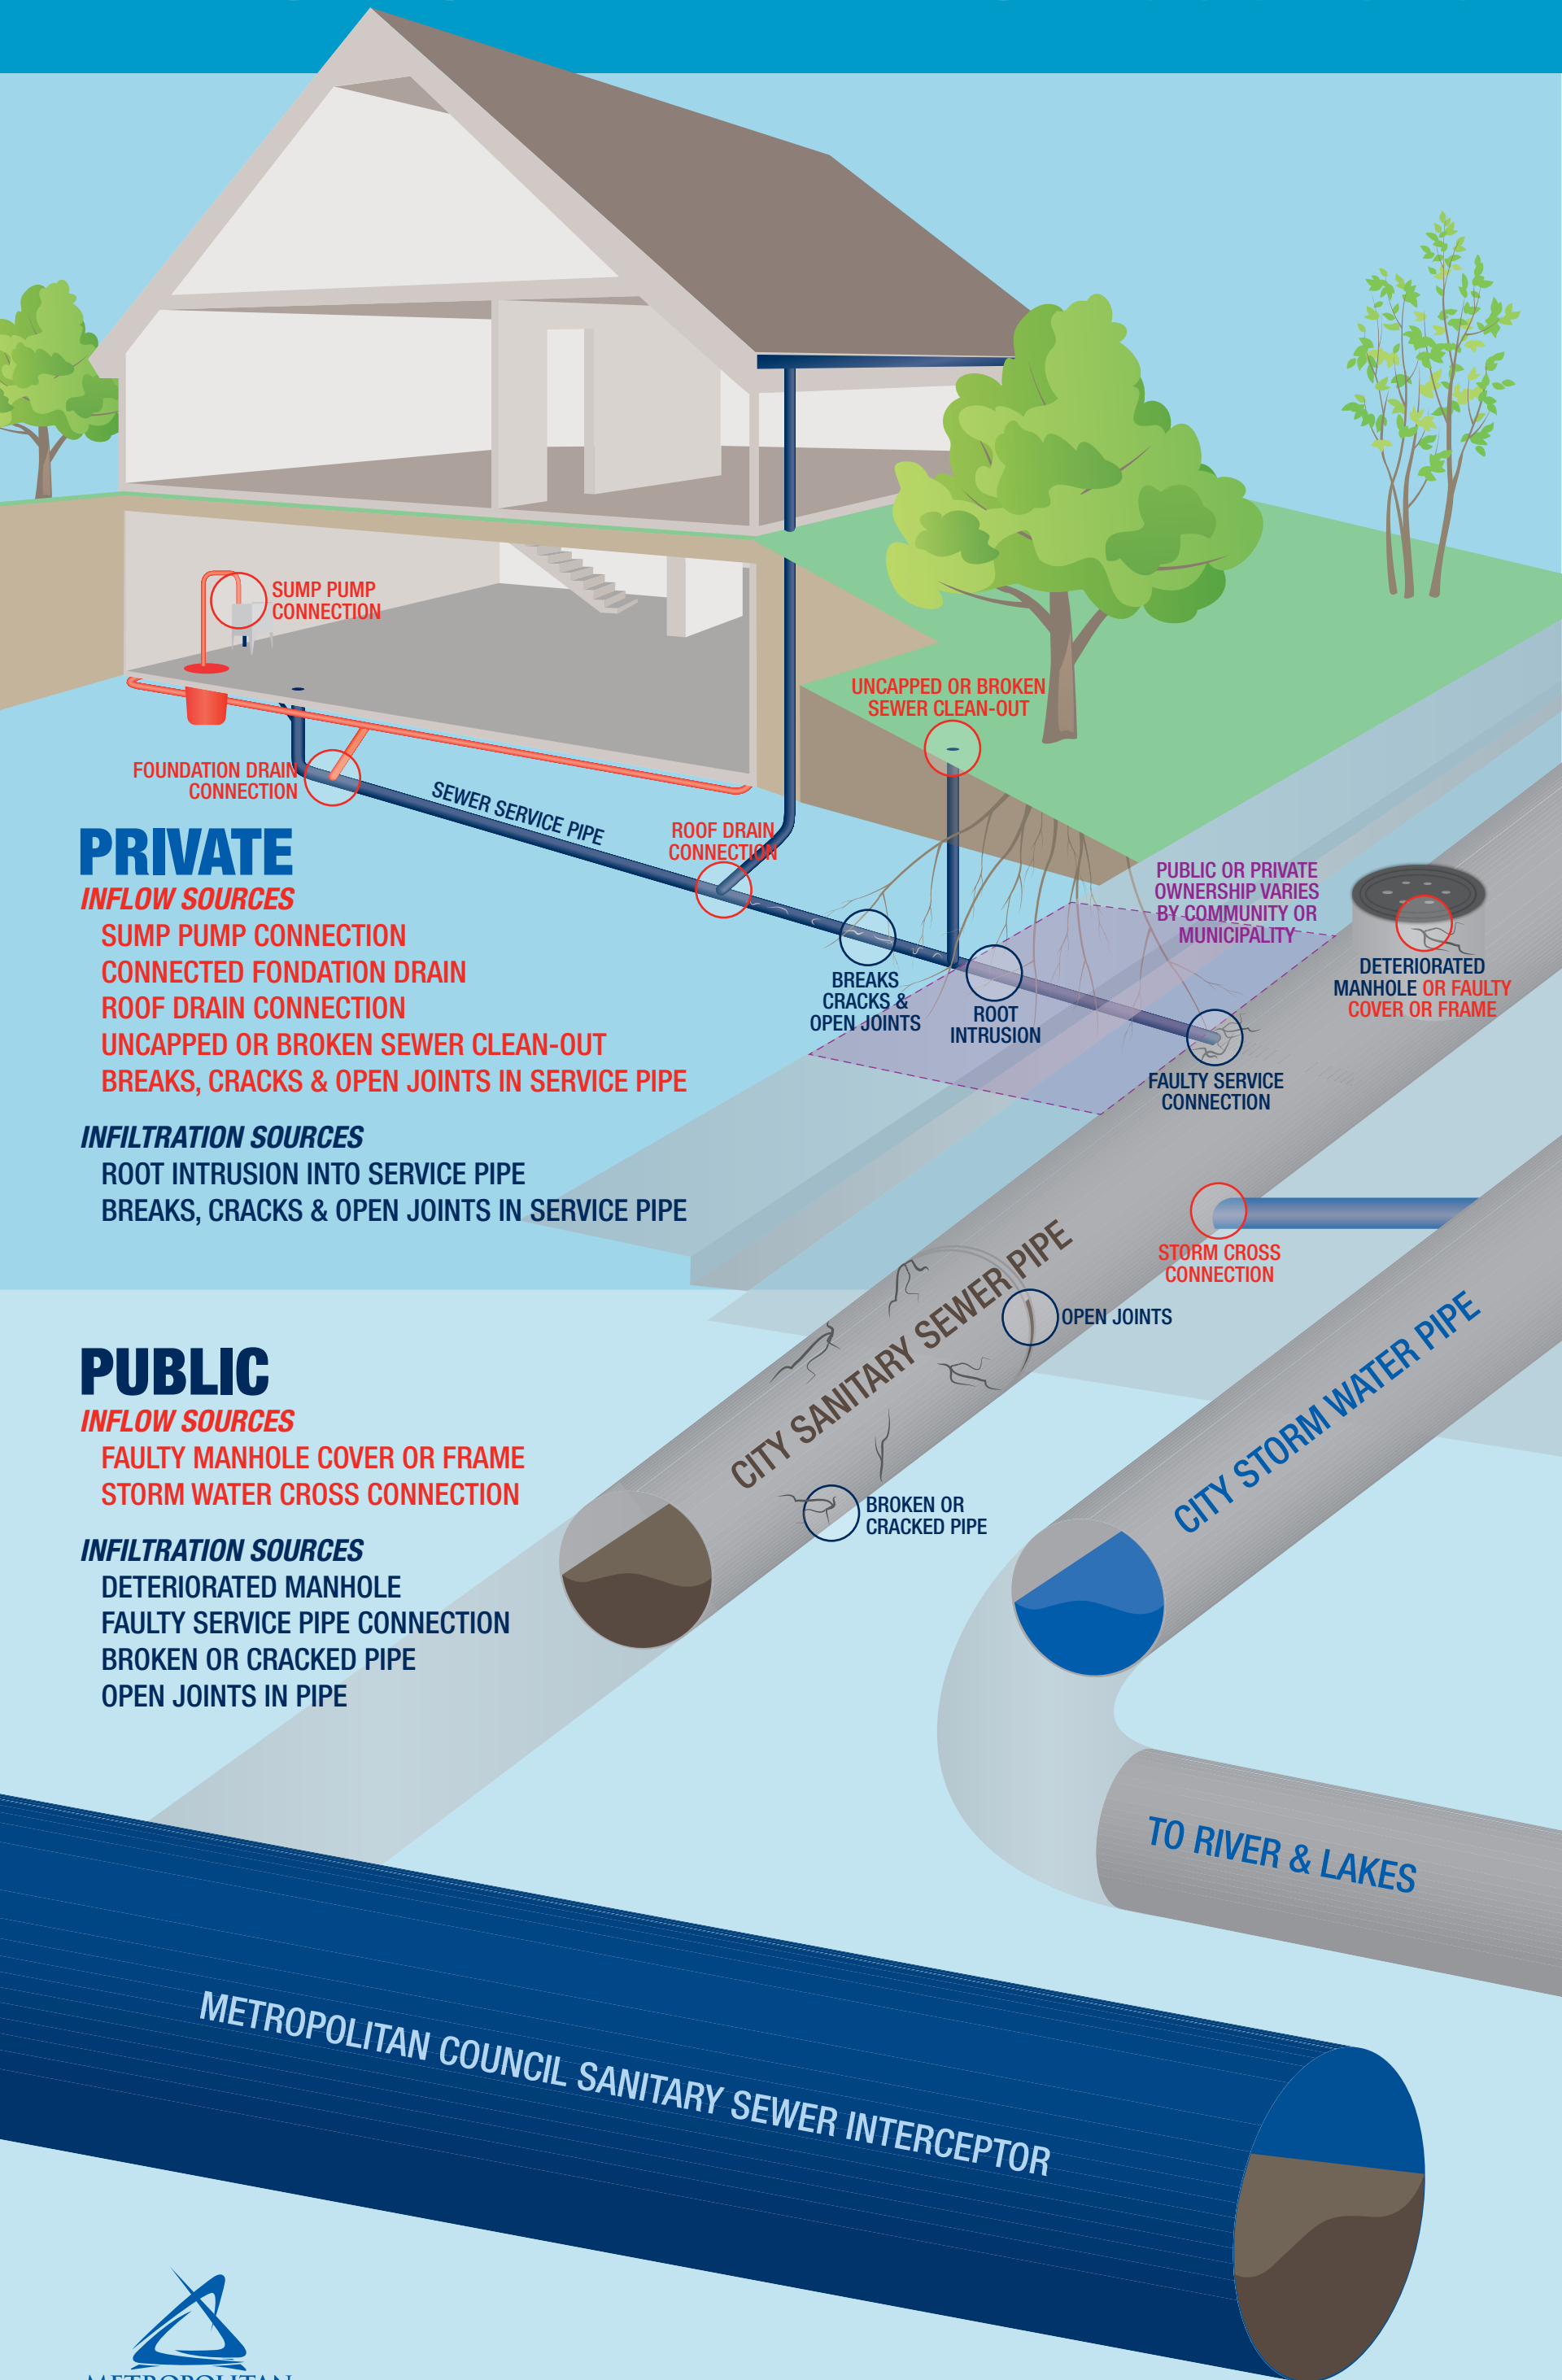 SUMP PUMP
CONNECTION
UNCAPPED OR BROKEN
SEWER CLEAN-OUT
FOUNDATION DRAIN
CONNECTION
SEWER SERVICE PIPE
ROOF DRAIN
CONNECTION
PUBLIC OR PRIVATE
OWNERSHIP VARIES
BY COMMUNITY OR
MUNICIPALITY
BREAKS
CRACKS &
OPEN JOINTS
ROOT
INTRUSION
DETERIORATED
MANHOLE OR FAULTY
COVER OR FRAME
FAULTY SERVICE
CONNECTION
PRIVATE
INFLOW SOURCES
SUMP PUMP CONNECTION
CONNECTED FONDATION DRAIN
ROOF DRAIN CONNECTION
UNCAPPED OR BROKEN SEWER CLEAN-OUT
BREAKS, CRACKS & OPEN JOINTS IN SERVICE PIPE
INFILTRATION SOURCES
ROOT INTRUSION INTO SERVICE PIPE
BREAKS, CRACKS & OPEN JOINTS IN SERVICE PIPE
STORM CROSS
CONNECTION
CITY SANITARY SEWER PIPE
OPEN JOINTS
CITY STORM WATER PIPE
BROKEN OR
CRACKED PIPE
PUBLIC
INFLOW SOURCES
FAULTY MANHOLE COVER OR FRAME
STORM WATER CROSS CONNECTION
INFILTRATION SOURCES
DETERIORATED MANHOLE
FAULTY SERVICE PIPE CONNECTION
BROKEN OR CRACKED PIPE
OPEN JOINTS IN PIPE
TO RIVER & LAKES
METROPOLITAN COUNCIL SANITARY SEWER INTERCEPTOR
METROPOLITAN